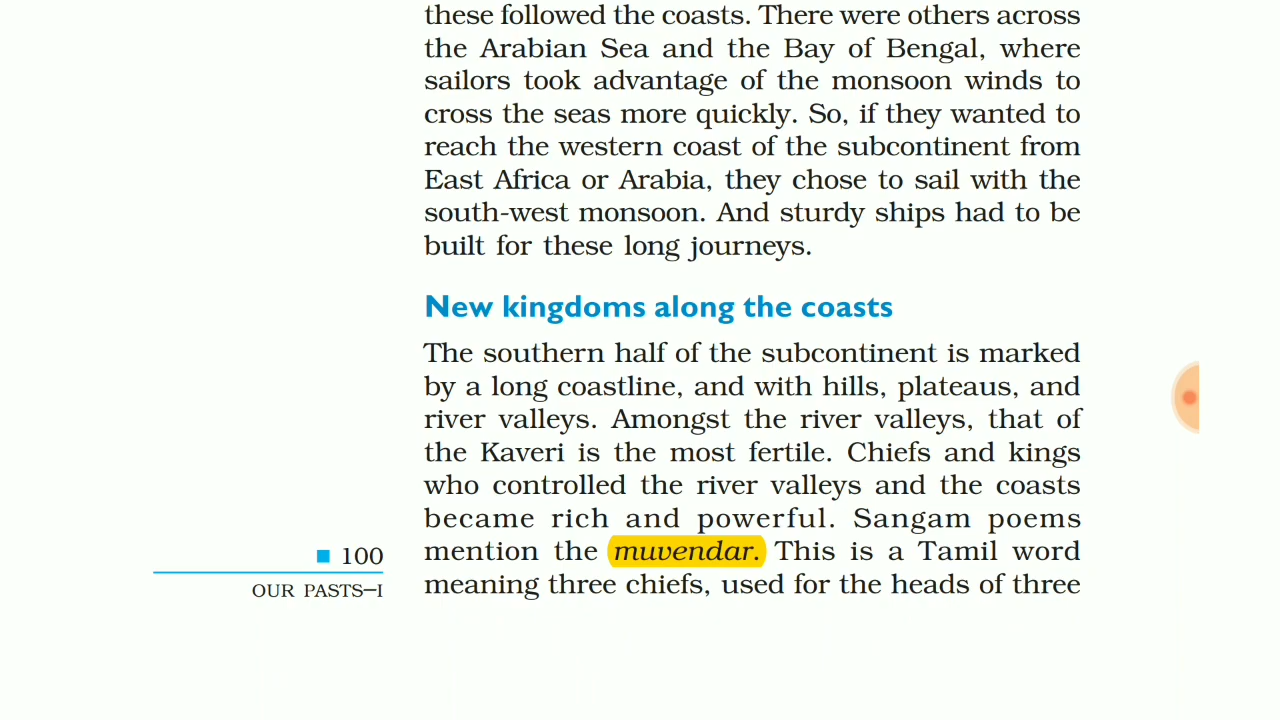 these followed the coasts. There were others across
the Arabian Sea and the Bay of Bengal, where
sailors took advantage of the monsoon winds to
cross the seas more quickly. So, if they wanted to
reach the western coast of the subcontinent from
East Africa or Arabia, they chose to sail with the
south-west monsoon. And sturdy ships had to be
built for these long journeys.
New kingdoms along the coasts
The southern half of the subcontinent is marked
by a long coastline, and with hills, plateaus, and
river valleys. Amongst the river valleys, that of
the Kaveri is the most fertile. Chiefs and kings
who controlled the river valleys and the coasts
became rich and powerful. Sangam poems
mention the muvendar. This is a Tamil word
meaning three chiefs, used for the heads of three
100
OUR PASTS–I